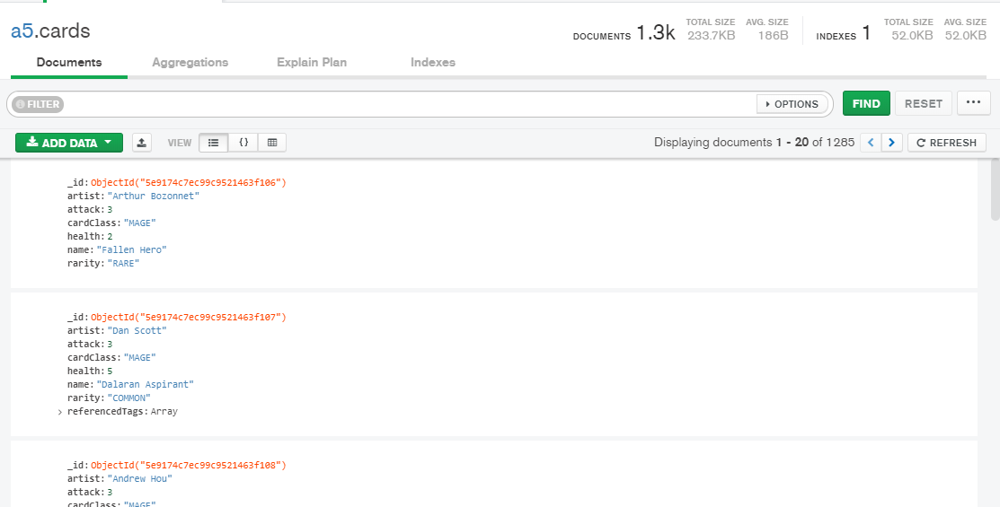 a5.cards
DOCUMENTS 1.3k TOTAL SIZE 233.7KB AVG. SIZE 186B INDEXES 1 TOTAL SIZE 52.0KB AVG. SIZE 52.0KB
Documents Aggregations Explain Plan Indexes
FILTER OPTIONS FIND RESET ...
ADD DATA VIEW {} Displaying documents 1 - 20 of 1285 < > REFRESH
_id: ObjectId("5e9174c7ec99c9521463f106")
artist: "Arthur Bozonnet"
attack: 3
cardClass: "MAGE"
health: 2
name: "Fallen Hero"
rarity: "RARE"
_id: ObjectId("5e9174c7ec99c9521463f107")
artist: "Dan Scott"
attack: 3
cardClass: "MAGE"
health: 5
name: "Dalaran Aspirant"
rarity: "COMMON"
> referencedTags: Array
_id: ObjectId("5e9174c7ec99c9521463f108")
artist: "Andrew Hou"
attack: 3
cardClass: "MAGE"